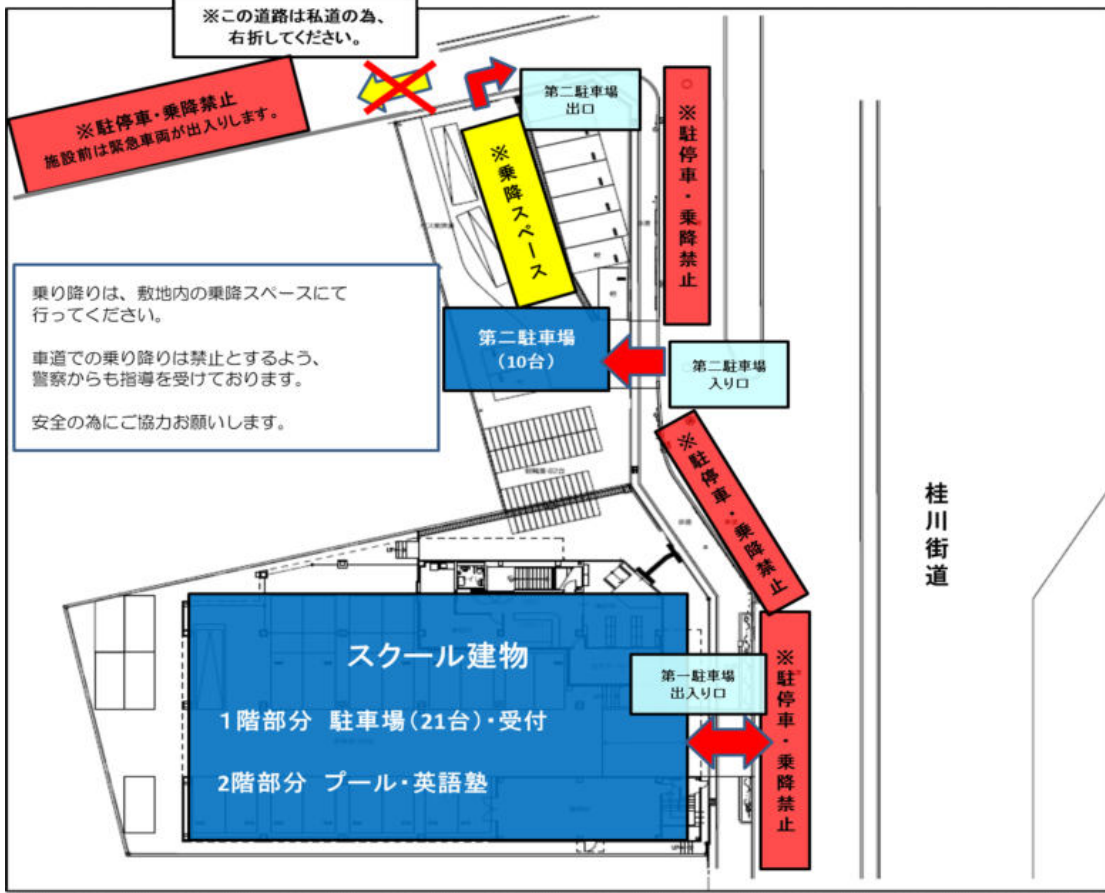 ※この道路は私道の為、
右折してください。
※駐停車・乗降禁止
施設前は緊急車両が出入りします。
第二駐車場
出口
※乗降スペース
※駐停車・乗降禁止
乗り降りは、敷地内の乗降スペースにて
行ってください。
車道での乗り降りは禁止とするよう、
警察からも指導を受けております。
安全の為にご協力お願いします。
第二駐車場
(10台)
第二駐車場
入り口
※駐停車・乗降禁止
桂川街道
スクール建物
1階部分 駐車場(21台)・受付
2階部分 プール・英語塾
第一駐車場
出入り口
※駐停車・乗降禁止